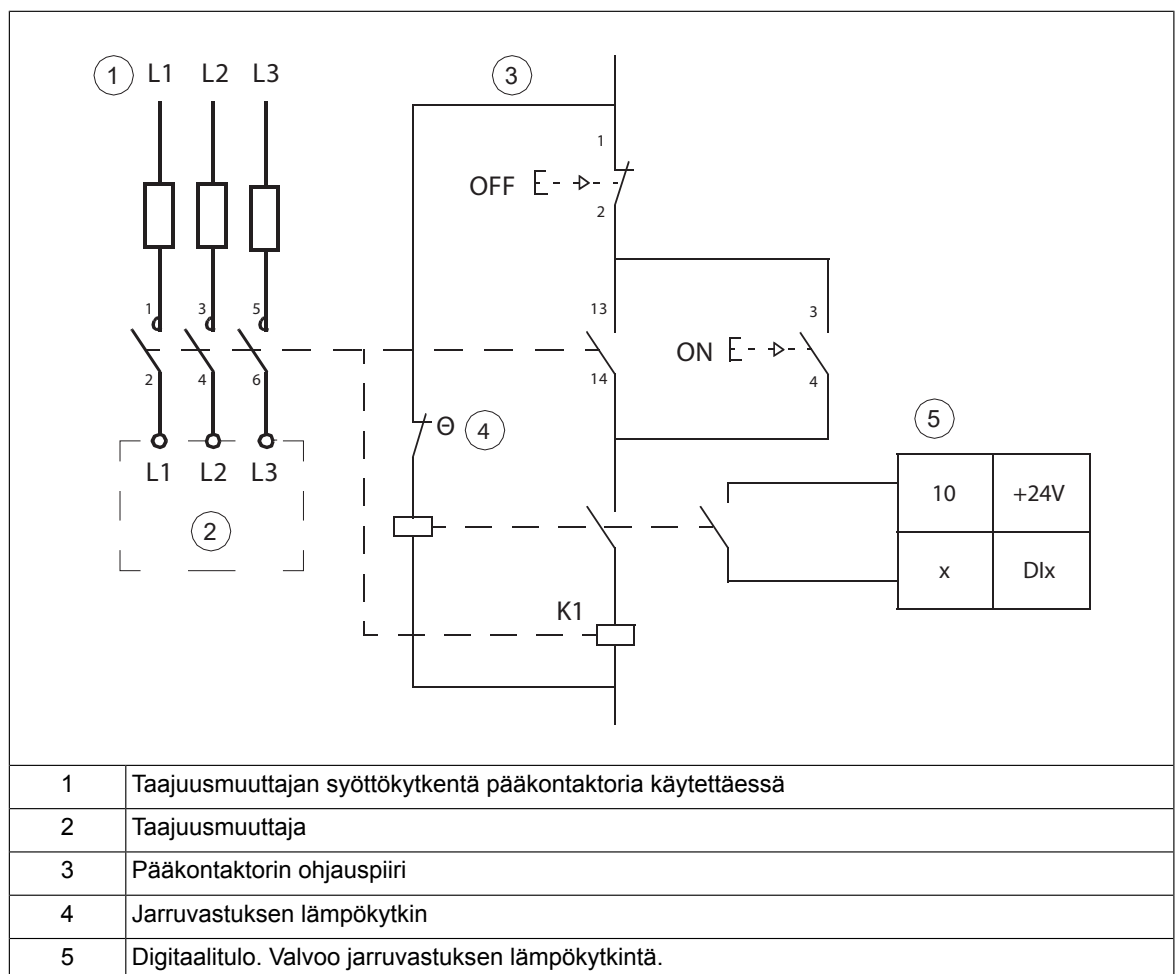 1 L1 L2 L3 3
1
OFF
2
1 3 5 13 3
ON
2 4 6 14 4
Θ 4 5
L1 L2 L3
10 +24V
2
x DIx
K1
1 Taajuusmuuttajan syöttökytkentä pääkontaktoria käytettäessä
2 Taajuusmuuttaja
3 Pääkontaktorin ohjauspiiri
4 Jarruvastuksen lämpökytkin
5 Digitaalitulo. Valvoo jarruvastuksen lämpökytkintä.